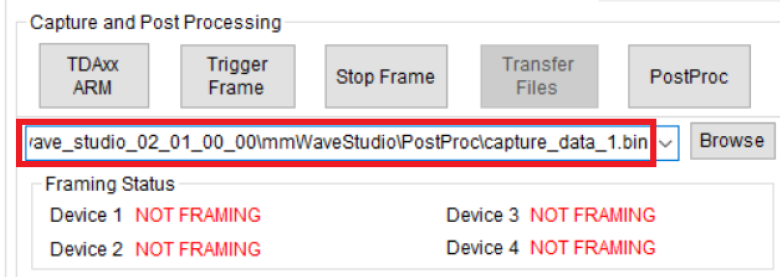 Capture and Post Processing
TDAxx ARM
Trigger Frame
Stop Frame
Transfer Files
PostProc
ave_studio_02_01_00_00\mmWaveStudio\PostProc\capture_data_1.bin
Browse
Framing Status
Device 1 NOT FRAMING
Device 3 NOT FRAMING
Device 2 NOT FRAMING
Device 4 NOT FRAMING